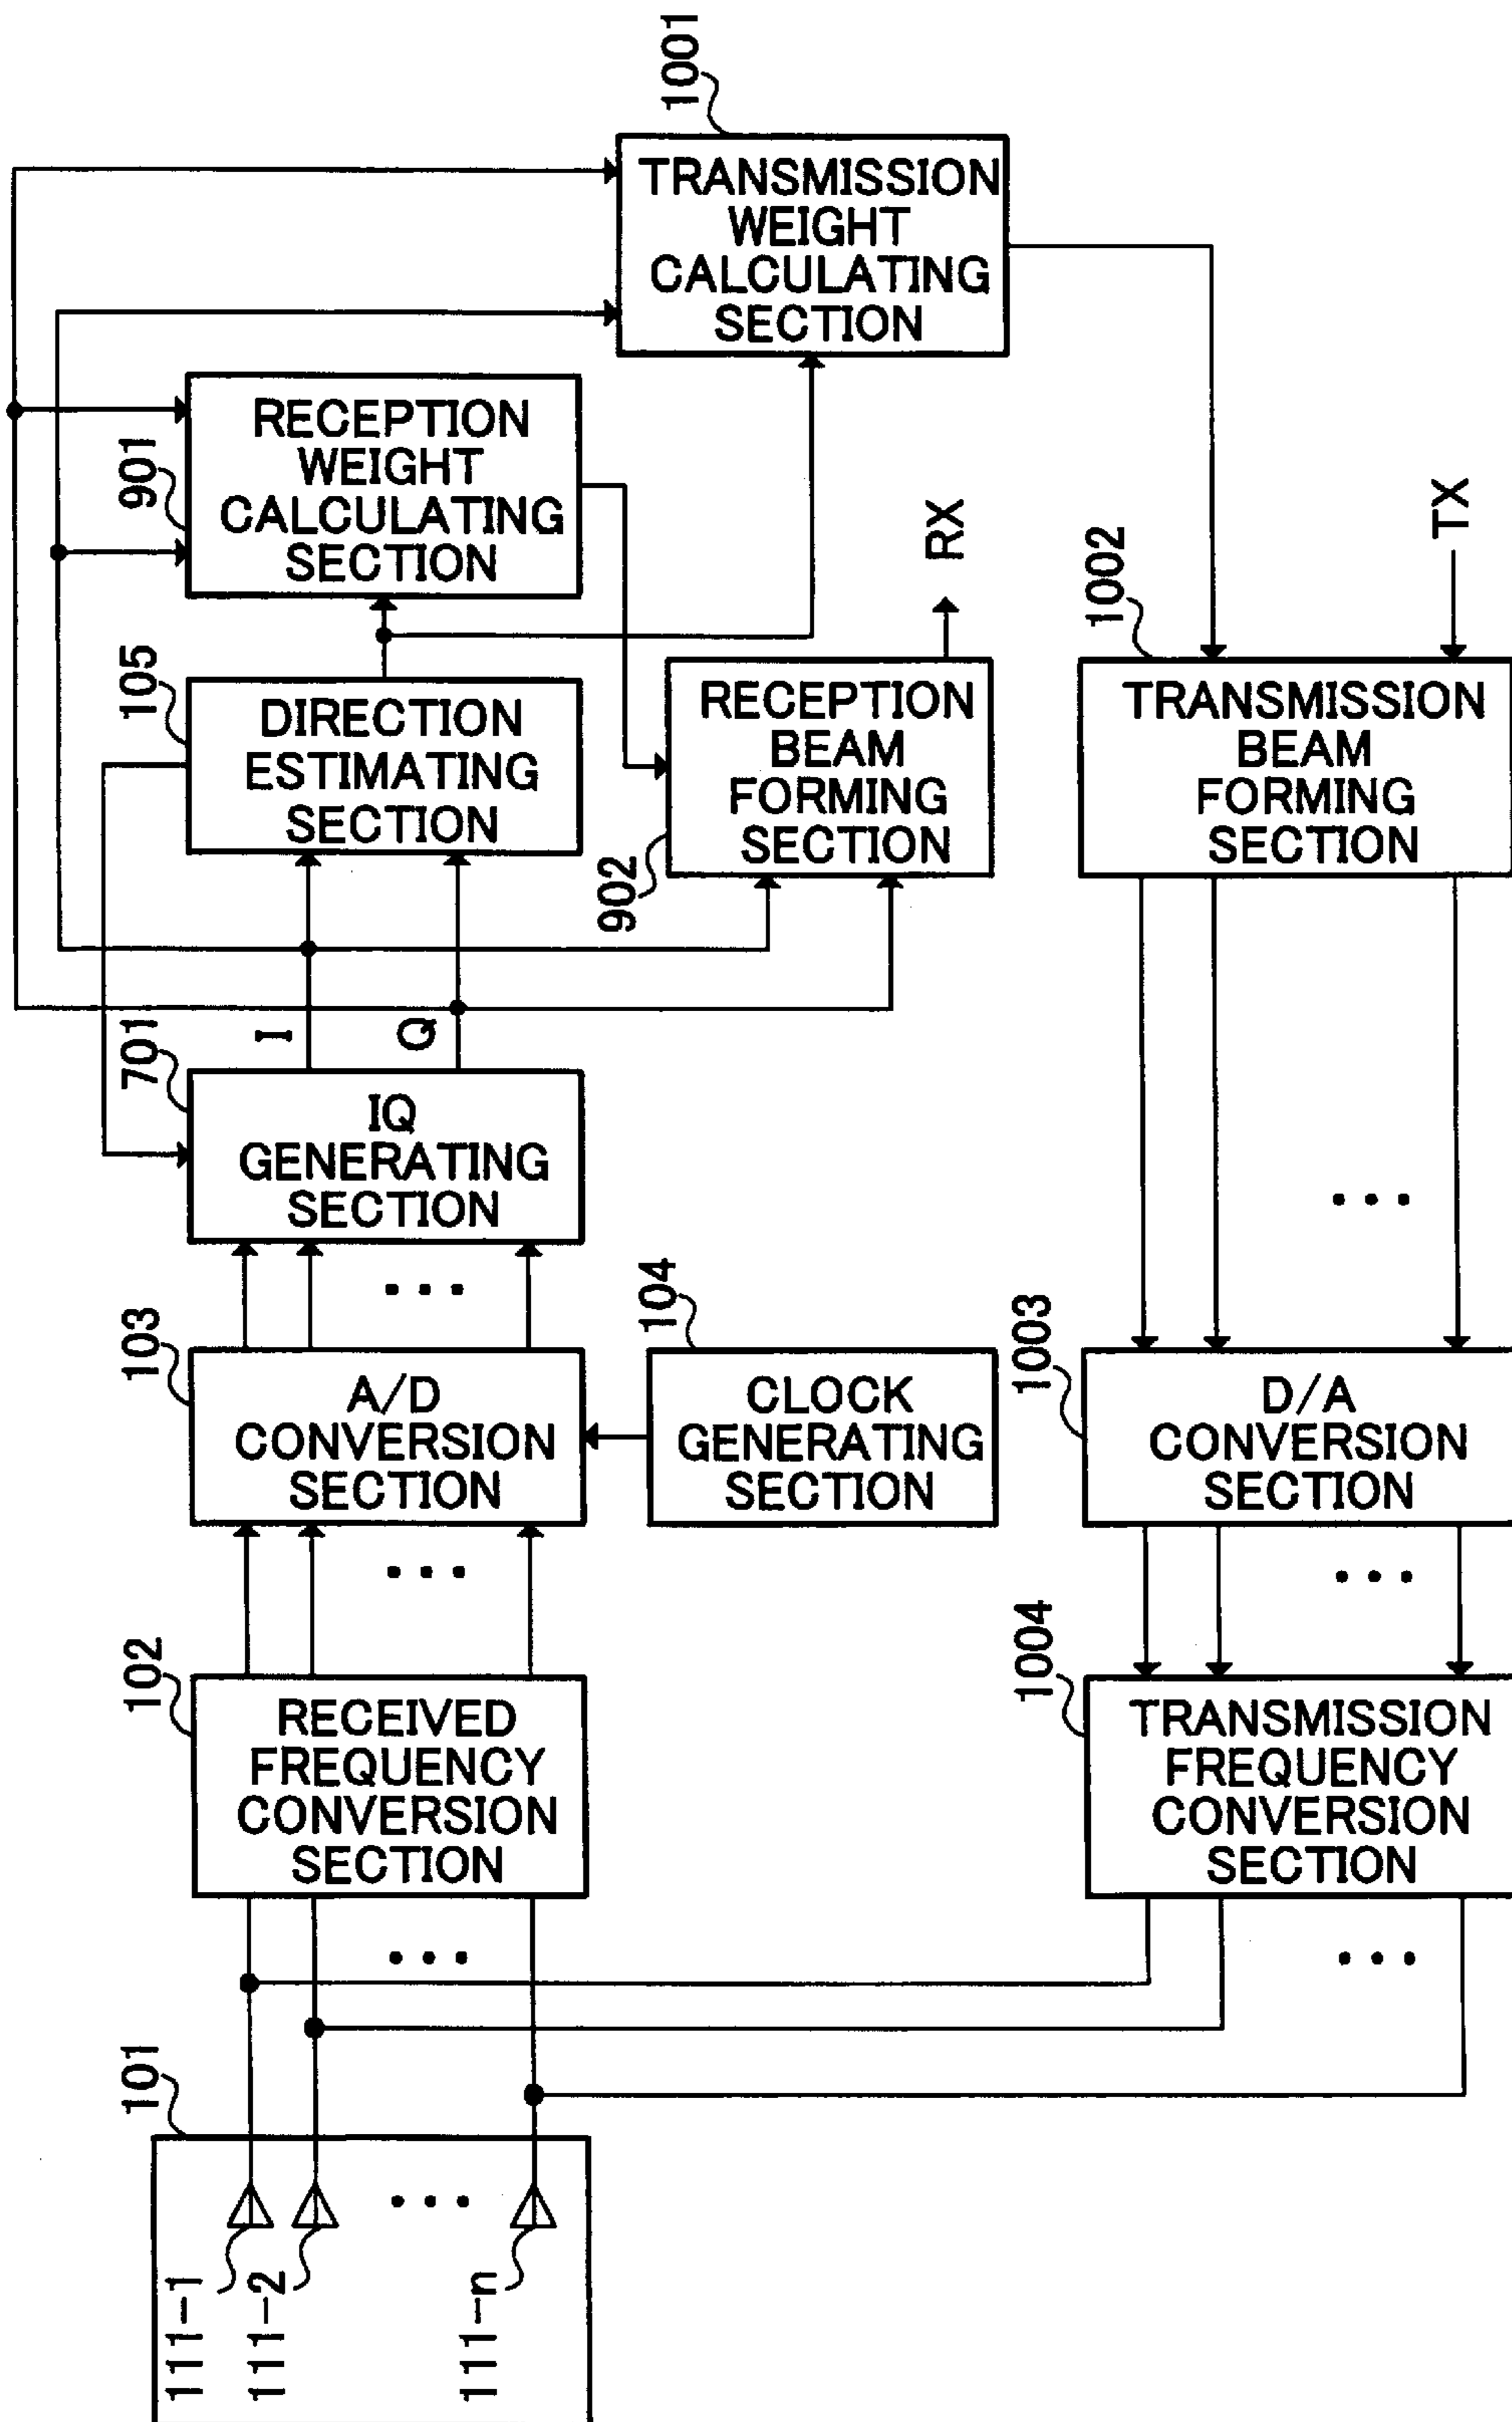 1001
TRANSMISSION
WEIGHT
CALCULATING
SECTION
901
RECEPTION
WEIGHT
CALCULATING
SECTION
RX
TX
1002
105
DIRECTION
ESTIMATING
SECTION
RECEPTION
BEAM
FORMING
SECTION
902
TRANSMISSION
BEAM
FORMING
SECTION
I
Q
701
IQ
GENERATING
SECTION
103
A/D
CONVERSION
SECTION
104
CLOCK
GENERATING
SECTION
1003
D/A
CONVERSION
SECTION
102
RECEIVED
FREQUENCY
CONVERSION
SECTION
1004
TRANSMISSION
FREQUENCY
CONVERSION
SECTION
101
111-1
111-2
111-n